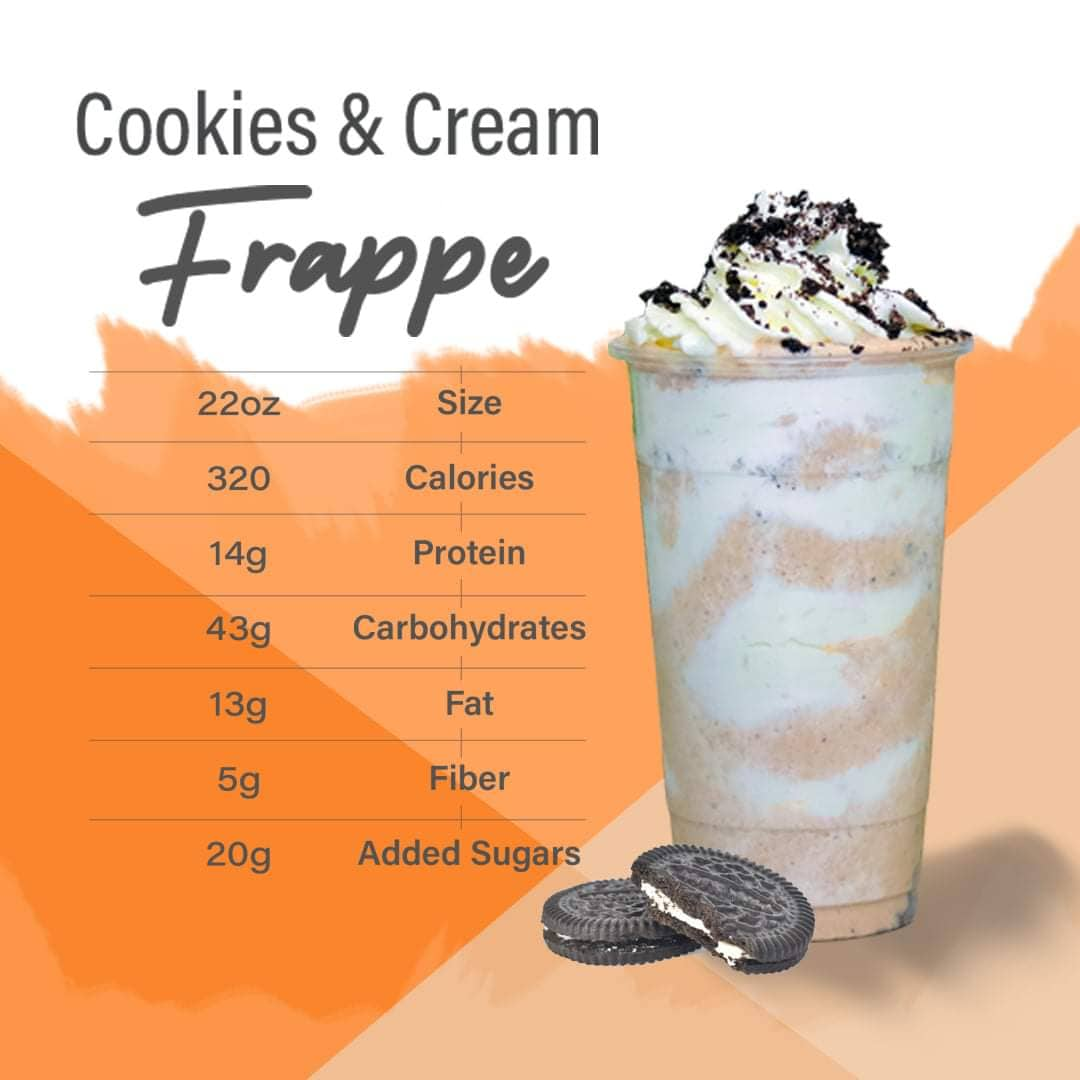 Cookies & Cream
Frappe
22oz Size
320 Calories
14g Protein
43g Carbohydrates
13g Fat
5g Fiber
20g Added Sugars